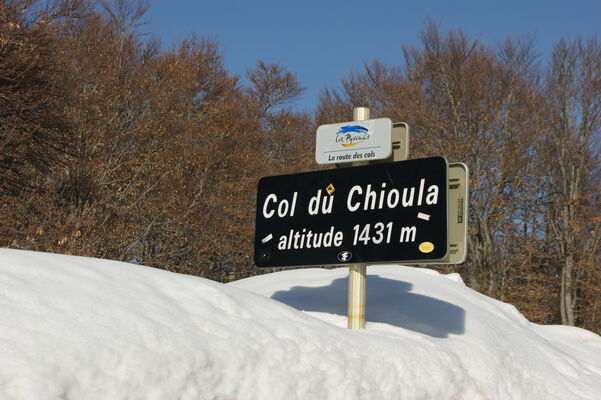 Les Pyrénées
La route des cols
Col du Chioula
altitude 1431 m